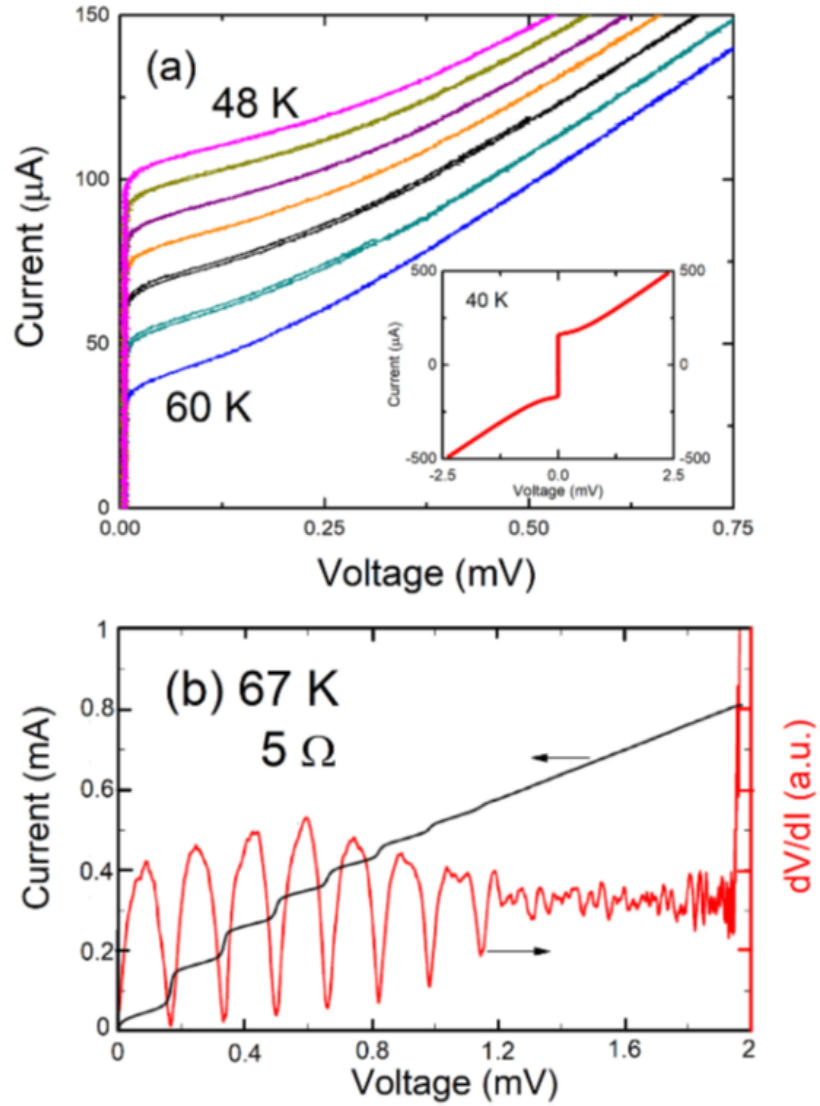 150
(a)
48 K
100
Current (μA)
50
60 K
0
0.00 0.25 0.50 0.75
Voltage (mV)
500 500
40 K
Current (μA)
0 0
-500 -500
-2.5 0.0 2.5
Voltage (mV)
1
(b) 67 K
5 Ω
0.8
0.6
Current (mA)
0.4
0.2
0
dV/dI (a.u.)
0 0.4 0.8 1.2 1.6 2
Voltage (mV)